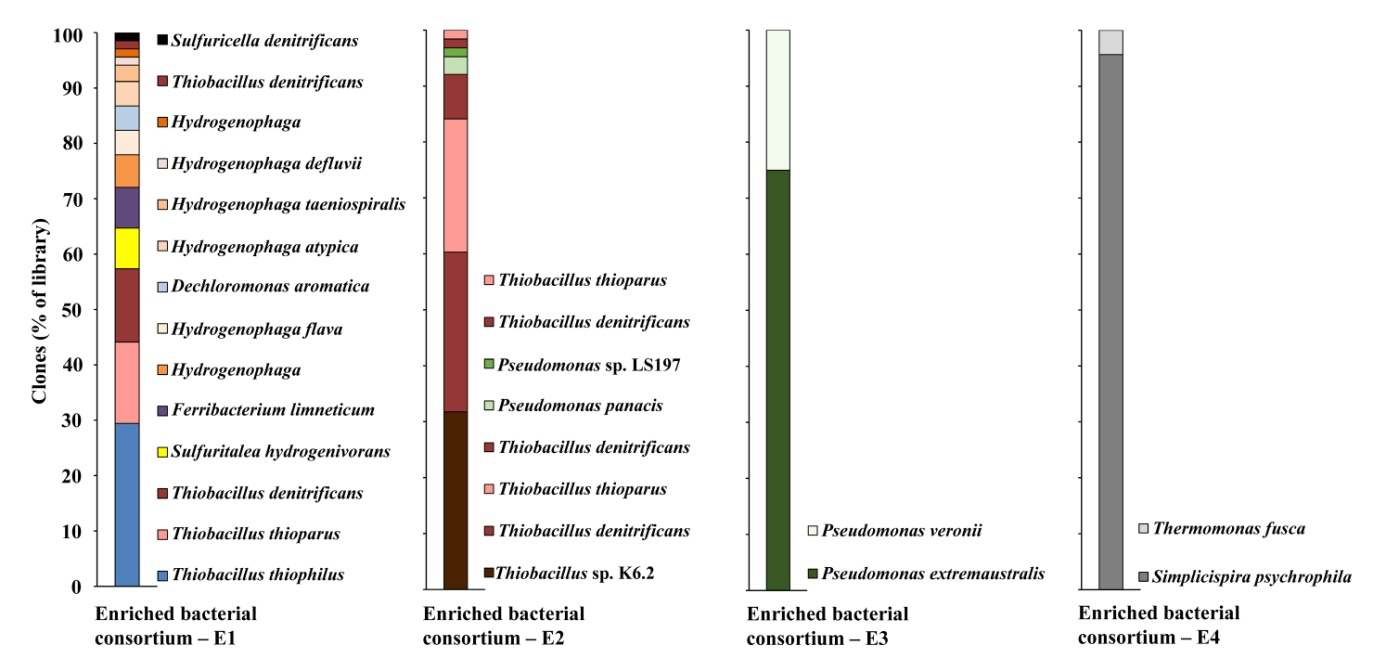 Clones (% of library)
100
90
80
70
60
50
40
30
20
10
0
Sulfuricella denitrificans
Thiobacillus denitrificans
Hydrogenophaga
Hydrogenophaga defluvii
Hydrogenophaga taeniospiralis
Hydrogenophaga atypica
Dechloromonas aromatica
Hydrogenophaga flava
Hydrogenophaga
Ferribacterium limneticum
Sulfuritalea hydrogenivorans
Thiobacillus denitrificans
Thiobacillus thioparus
Thiobacillus thiophilus
Enriched bacterial
consortium – E1
Thiobacillus thioparus
Thiobacillus denitrificans
Pseudomonas sp. LS197
Pseudomonas panacis
Thiobacillus denitrificans
Thiobacillus thioparus
Thiobacillus denitrificans
Thiobacillus sp. K6.2
Enriched bacterial
consortium – E2
Pseudomonas veronii
Pseudomonas extremaustralis
Enriched bacterial
consortium – E3
Thermomonas fusca
Simplicispira psychrophila
Enriched bacterial
consortium – E4